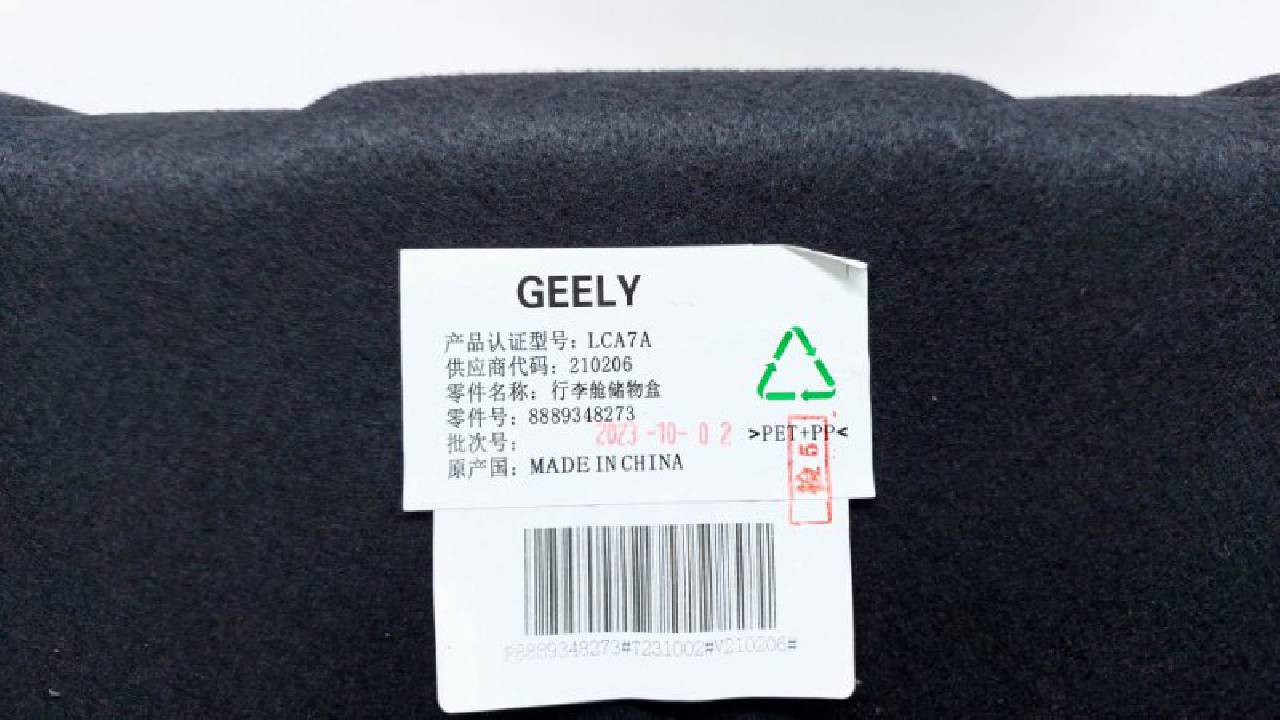 GEELY
产品认证型号：LCA7A
供应商代码：210206
零件名称：行李舱储物盒
零件号：8889348273
批次号：2023-10-02
>PET+PP<
检5
原产国：MADE IN CHINA
P8889348273#T231002#V210206#